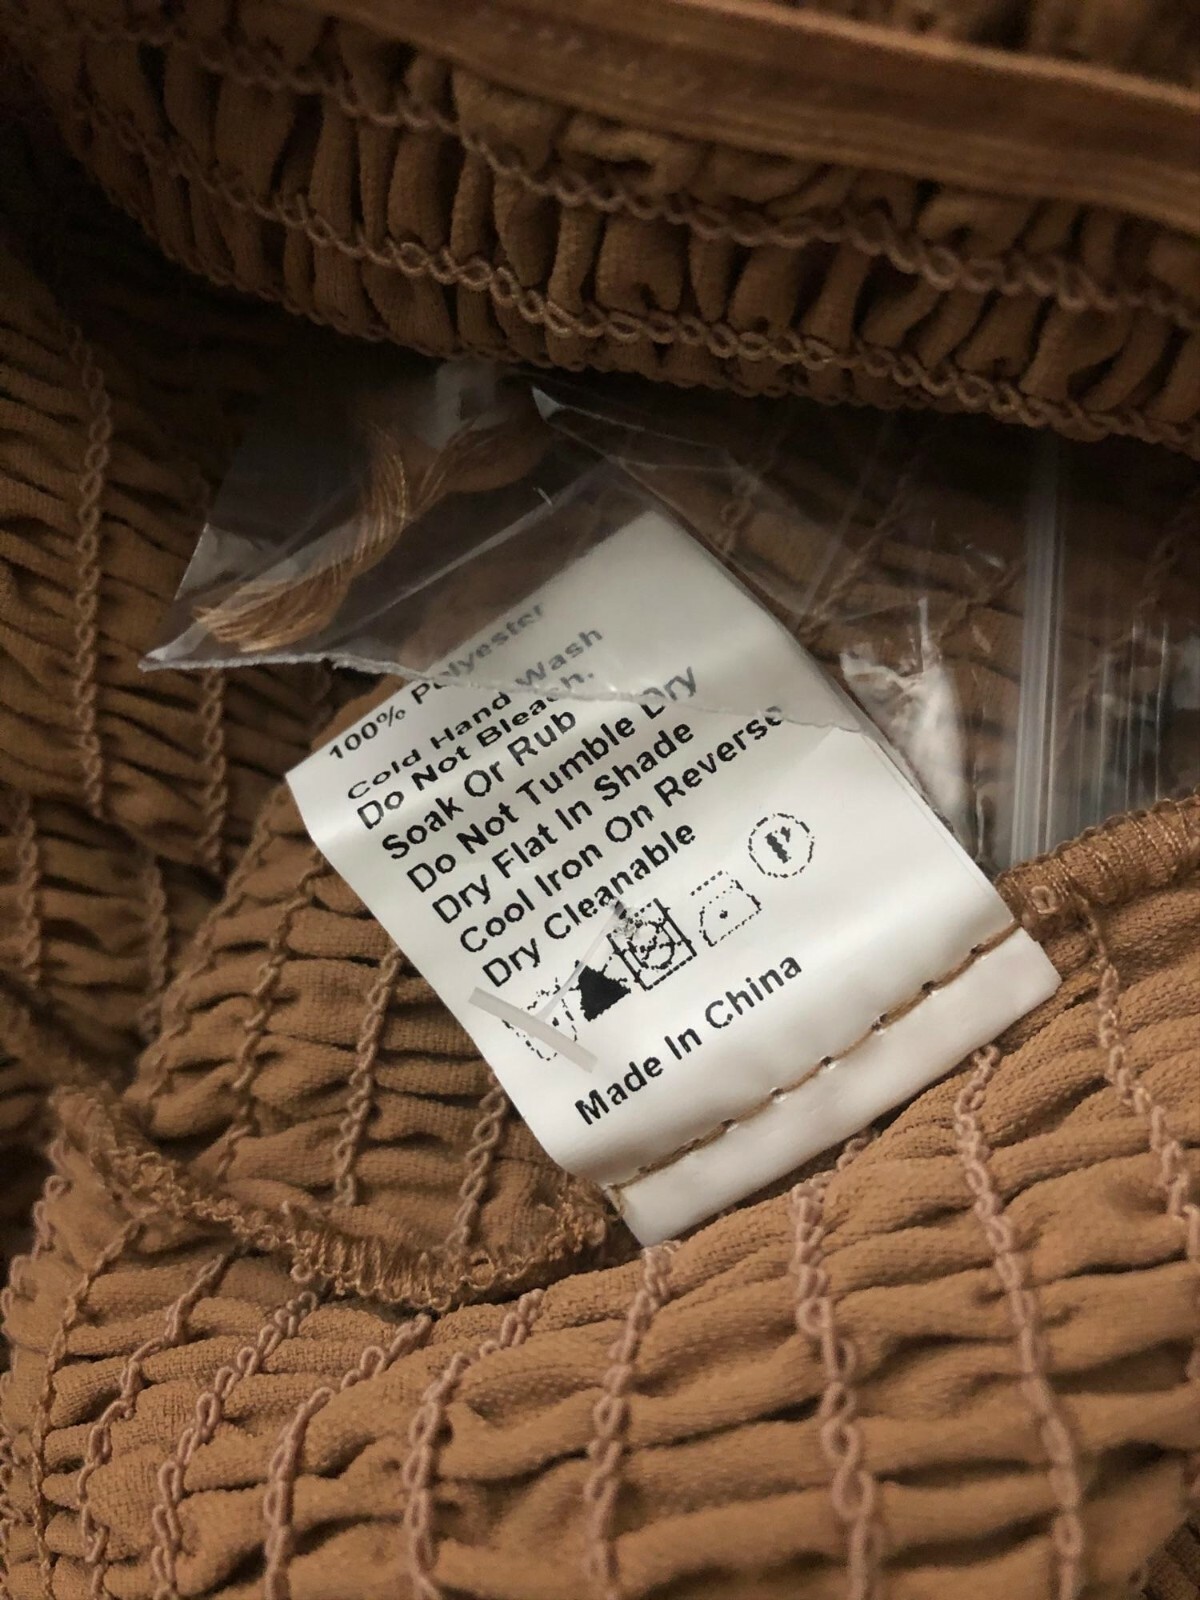 100% Polyester
Cold Hand Wash
Do Not Bleach.
Soak Or Rub
Do Not Tumble Dry
Dry Flat In Shade
Cool Iron On Reverse
Dry Cleanable
P
Made In China